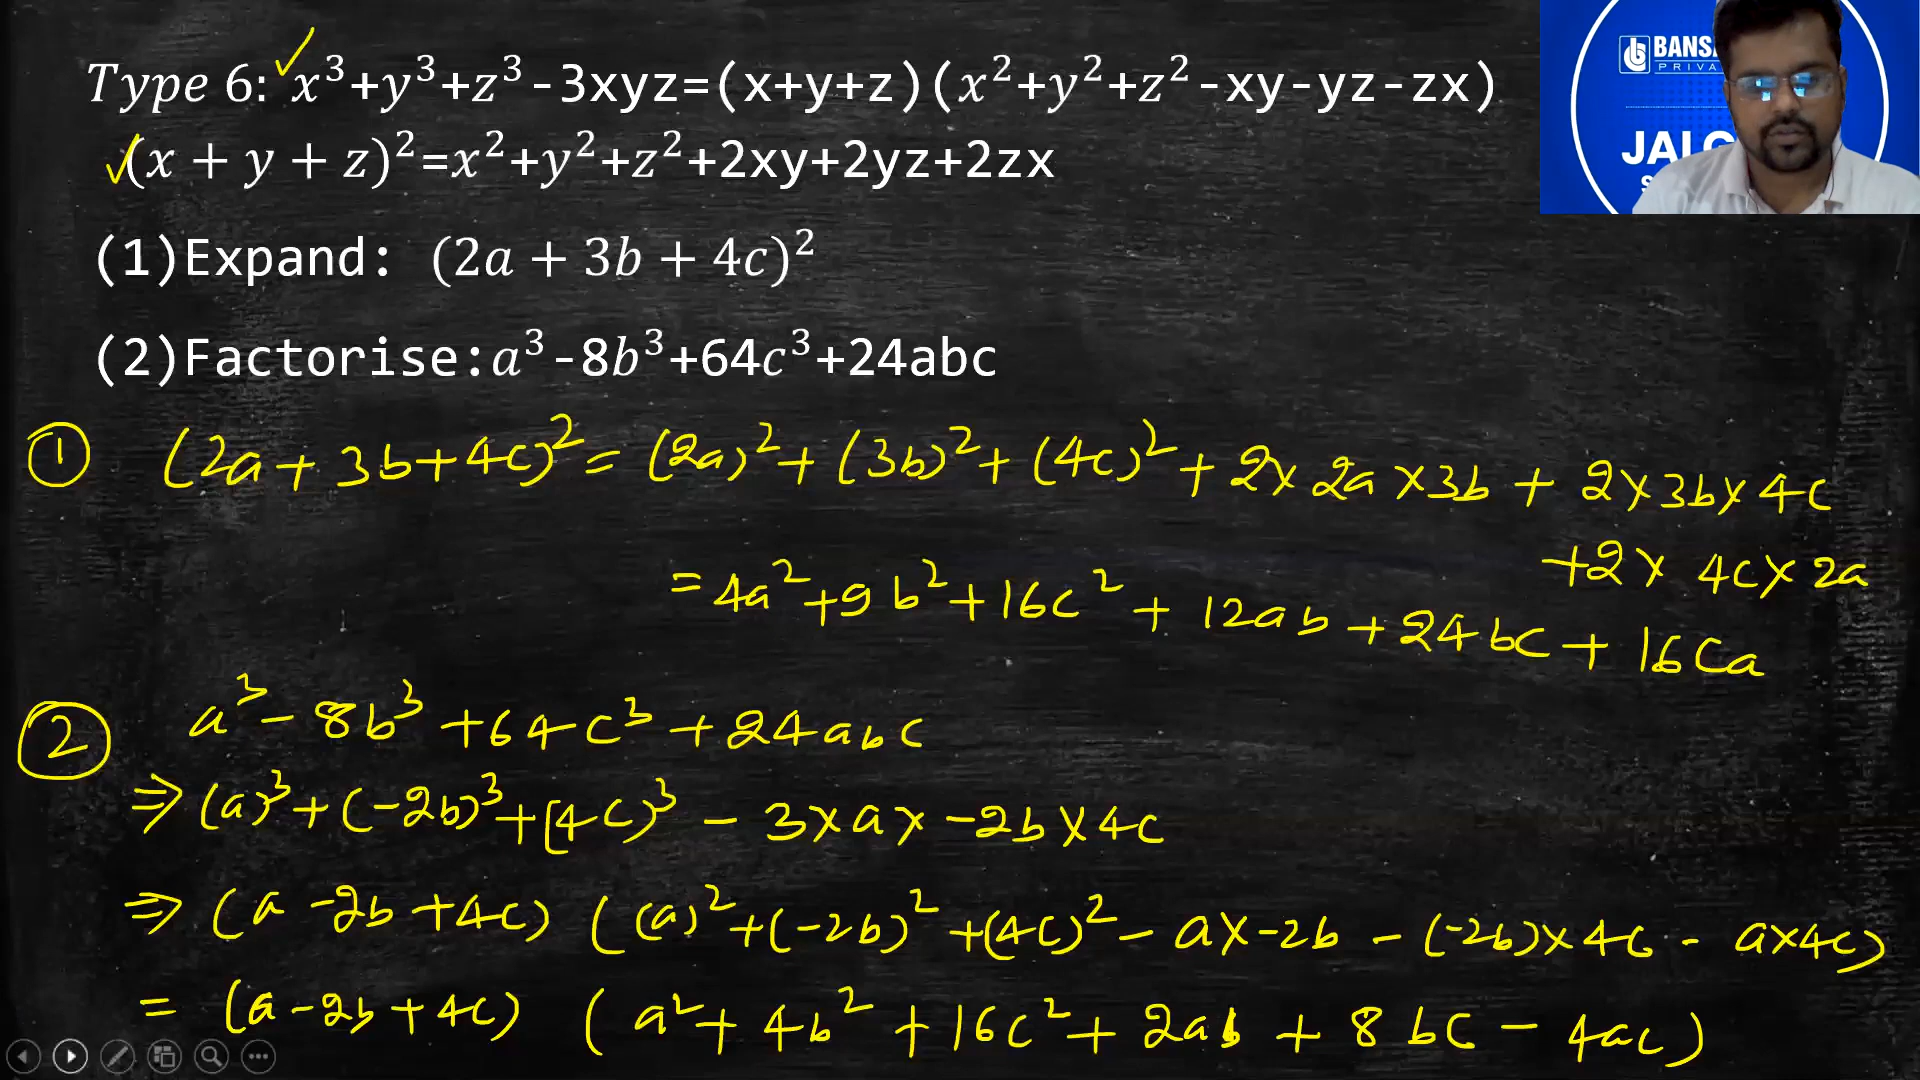 Type 6: x³+y³+z³-3xyz=(x+y+z)(x²+y²+z²-xy-yz-zx)
(x + y + z)²=x²+y²+z²+2xy+2yz+2zx
(1)Expand: (2a + 3b + 4c)²
(2)Factorise:a³-8b³+64c³+24abc
① (2a+3b+4c)² = (2a)²+(3b)²+(4c)²+2×2a×3b+2×3b×4c
+2×4c×2a
=4a²+9b²+16c²+12ab+24bc+16ca
② a³-8b³+64c³+24abc
⇒ (a)³+(-2b)³+(4c)³-3×a×-2b×4c
⇒ (a-2b+4c) ((a)²+(-2b)²+(4c)²-a×-2b-(-2b)×4c-a×4c)
= (a-2b+4c) (a²+4b²+16c²+2ab+8bc-4ac)